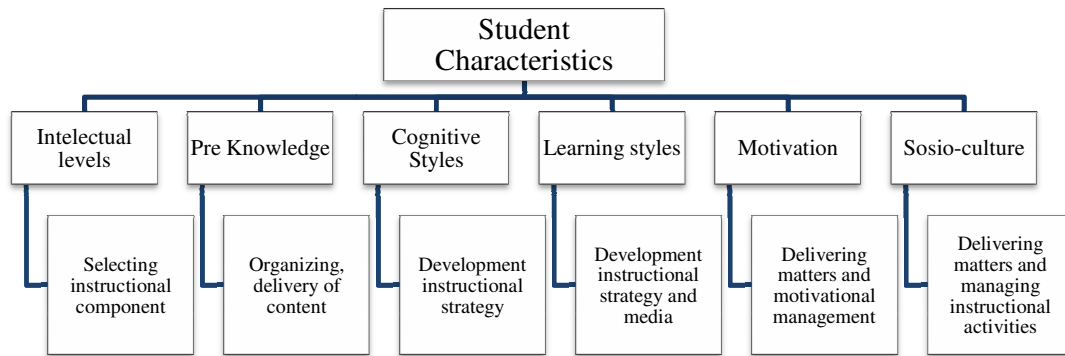 Student
Characteristics
Intelectual
levels
Pre Knowledge
Cognitive
Styles
Learning styles
Motivation
Sosio-culture
Selecting
instructional
component
Organizing,
delivery of
content
Development
instructional
strategy
Development
instructional
strategy and
media
Delivering
matters and
motivational
management
Delivering
matters and
managing
instructional
activities